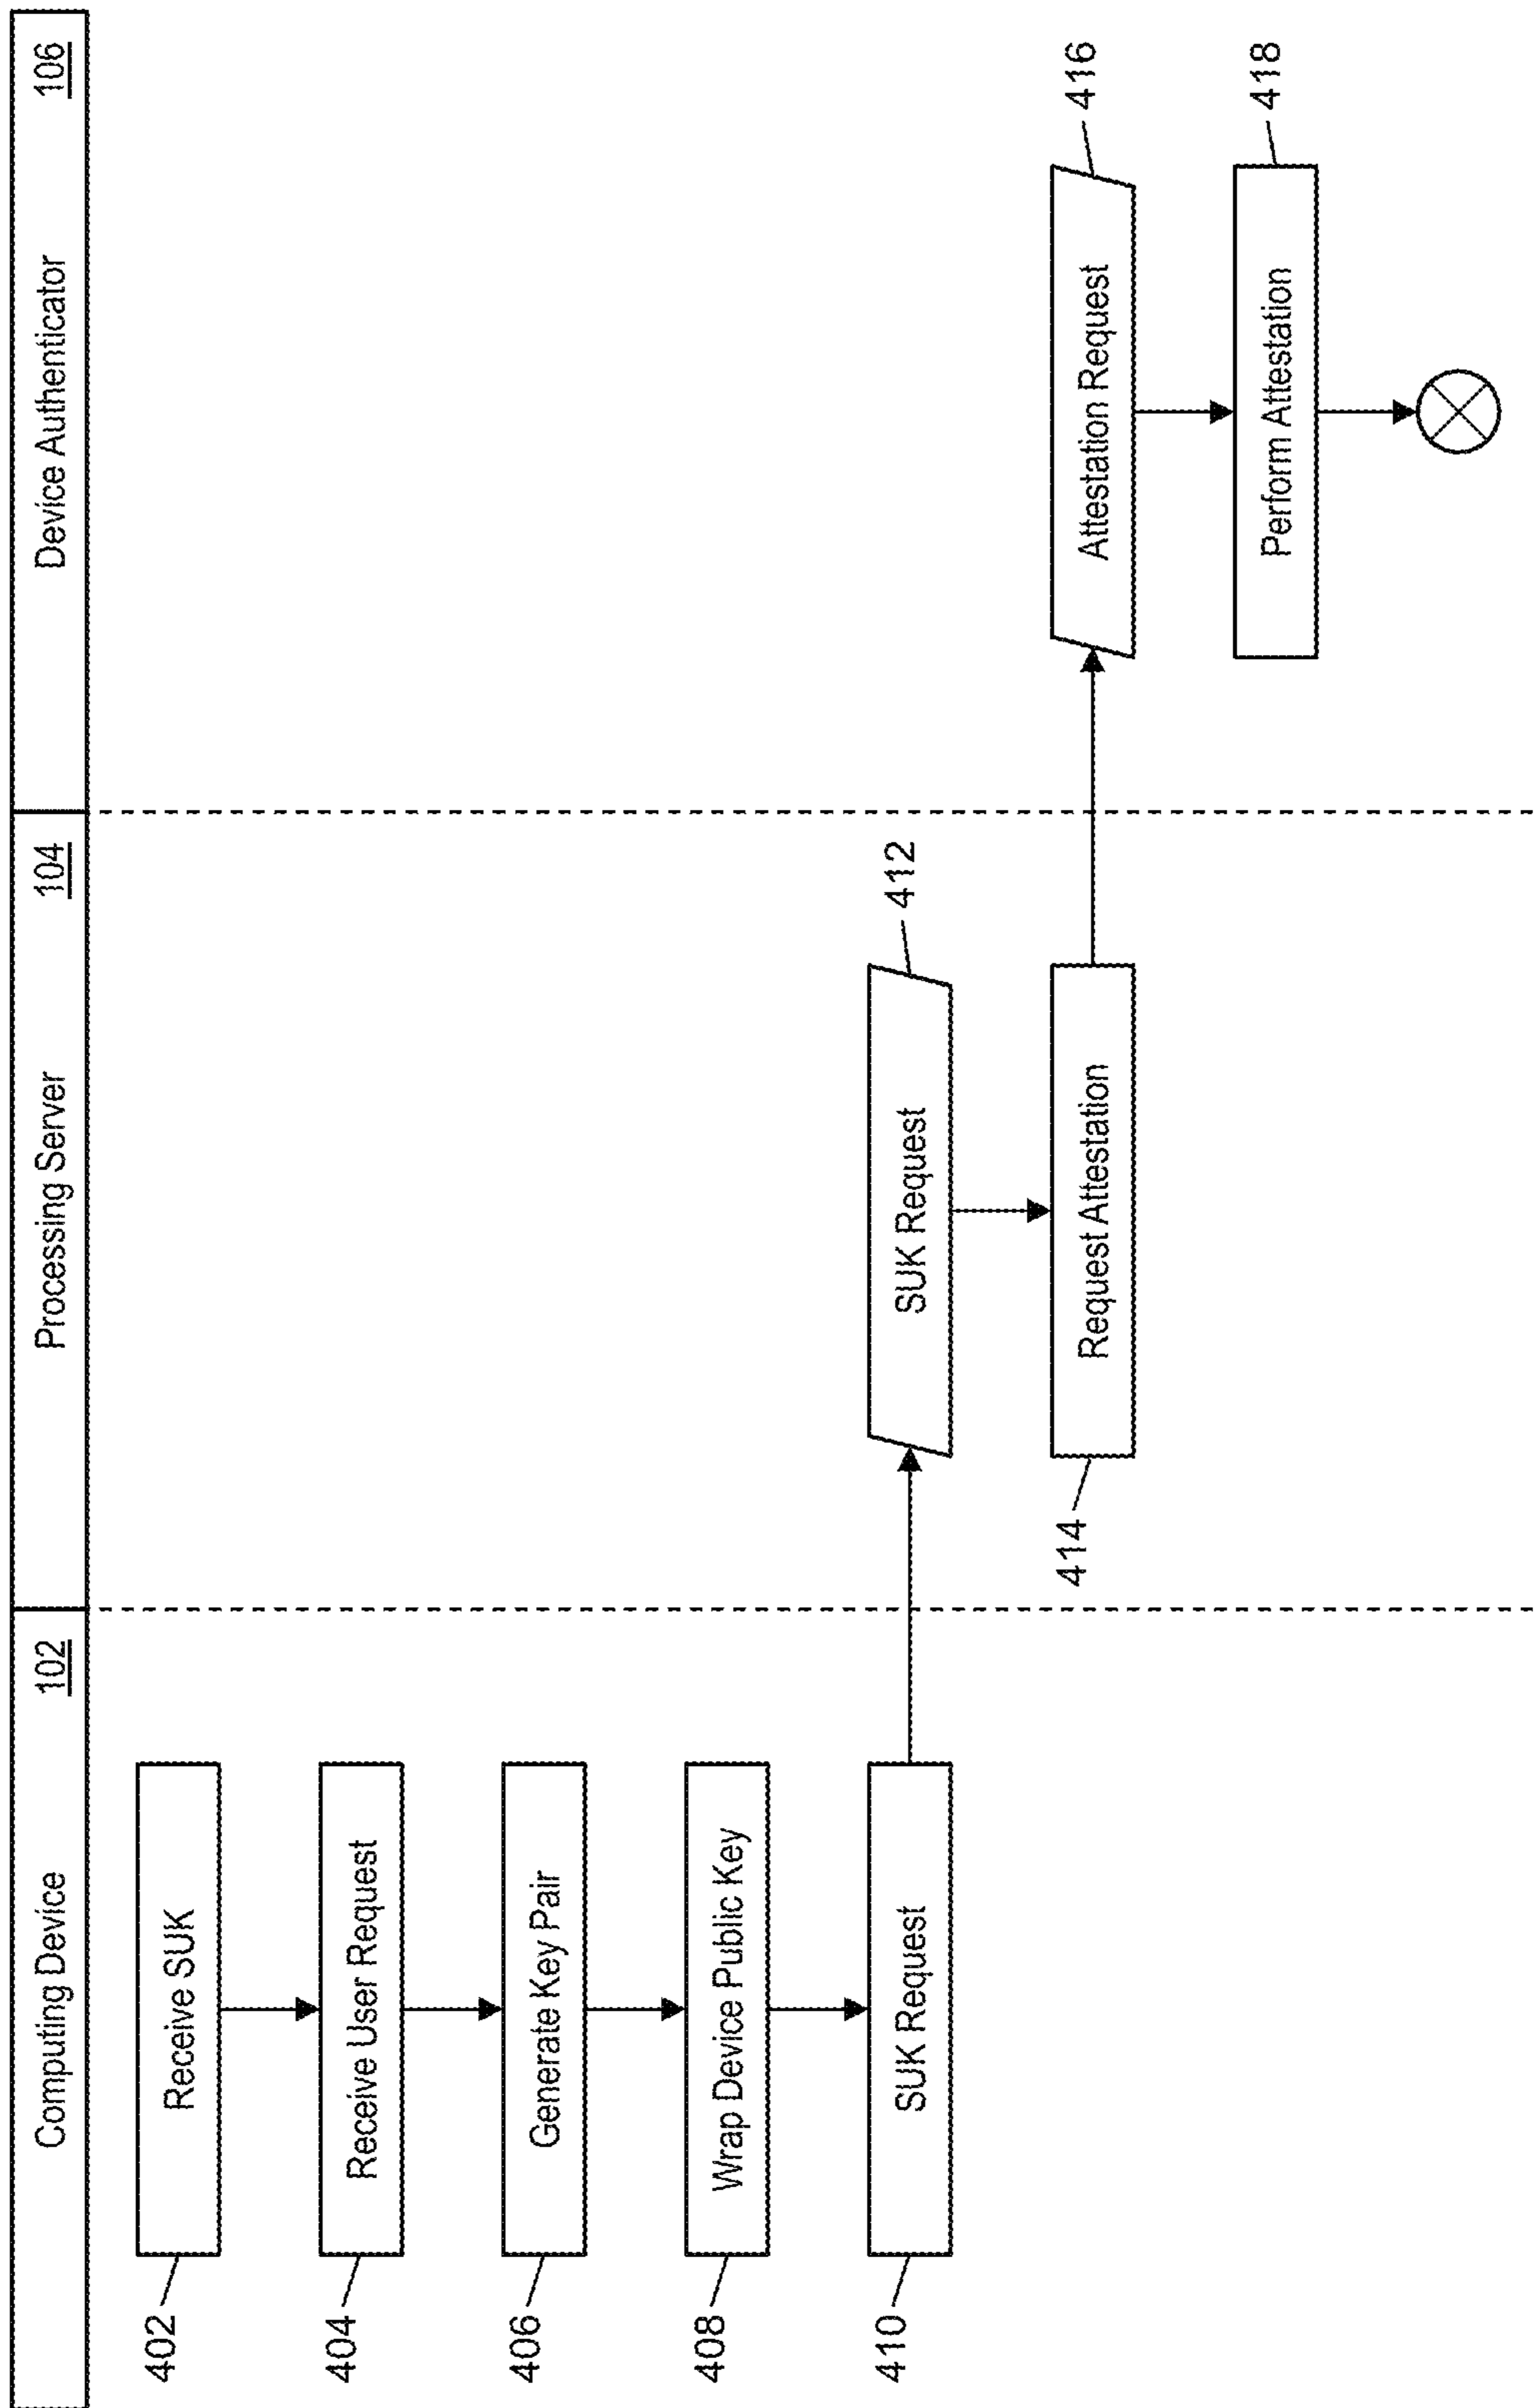 Computing Device 102
Processing Server 104
Device Authenticator 106
402
Receive SUK
404
Receive User Request
406
Generate Key Pair
408
Wrap Device Public Key
410
SUK Request
SUK Request
412
414
Request Attestation
Attestation Request
416
Perform Attestation
418